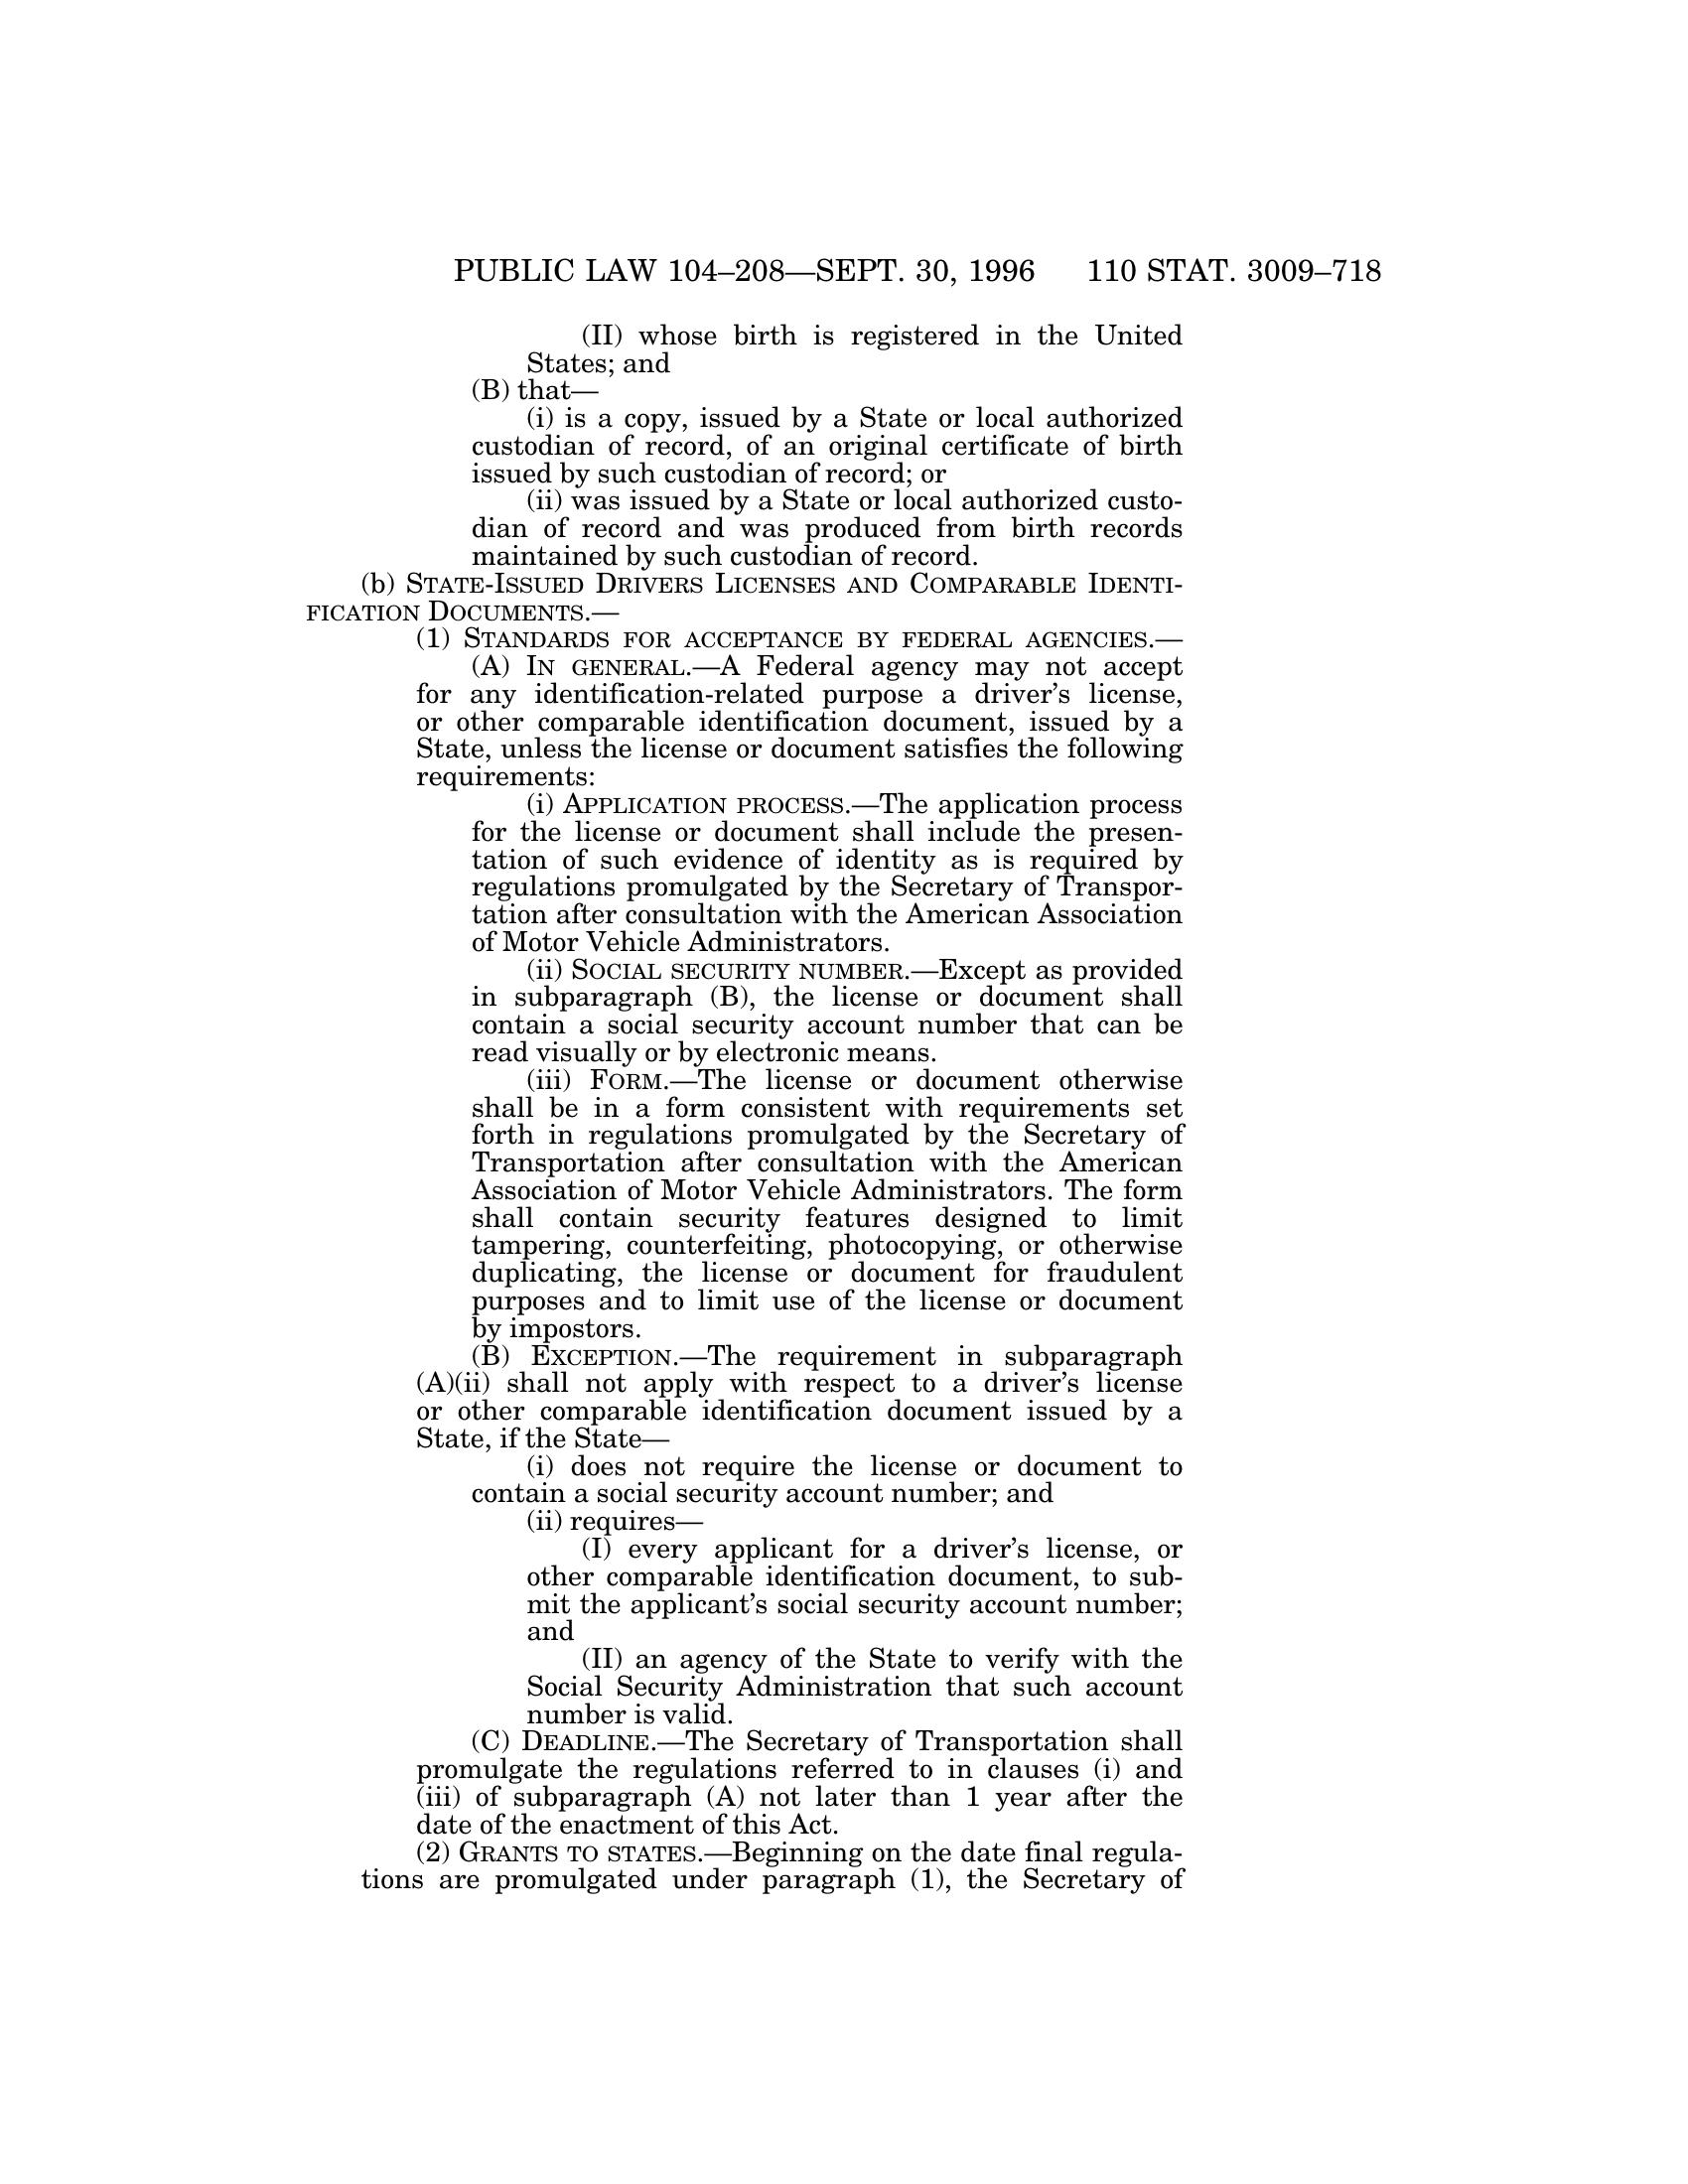 PUBLIC LAW 104–208—SEPT. 30, 1996 110 STAT. 3009–718
(II) whose birth is registered in the United
States; and
(B) that—
(i) is a copy, issued by a State or local authorized
custodian of record, of an original certificate of birth
issued by such custodian of record; or
(ii) was issued by a State or local authorized custo-
dian of record and was produced from birth records
maintained by such custodian of record.
(b) STATE-ISSUED DRIVERS LICENSES AND COMPARABLE IDENTI-
FICATION DOCUMENTS.—
(1) STANDARDS FOR ACCEPTANCE BY FEDERAL AGENCIES.—
(A) IN GENERAL.—A Federal agency may not accept
for any identification-related purpose a driver’s license,
or other comparable identification document, issued by a
State, unless the license or document satisfies the following
requirements:
(i) APPLICATION PROCESS.—The application process
for the license or document shall include the presen-
tation of such evidence of identity as is required by
regulations promulgated by the Secretary of Transpor-
tation after consultation with the American Association
of Motor Vehicle Administrators.
(ii) SOCIAL SECURITY NUMBER.—Except as provided
in subparagraph (B), the license or document shall
contain a social security account number that can be
read visually or by electronic means.
(iii) FORM.—The license or document otherwise
shall be in a form consistent with requirements set
forth in regulations promulgated by the Secretary of
Transportation after consultation with the American
Association of Motor Vehicle Administrators. The form
shall contain security features designed to limit
tampering, counterfeiting, photocopying, or otherwise
duplicating, the license or document for fraudulent
purposes and to limit use of the license or document
by impostors.
(B) EXCEPTION.—The requirement in subparagraph
(A)(ii) shall not apply with respect to a driver’s license
or other comparable identification document issued by a
State, if the State—
(i) does not require the license or document to
contain a social security account number; and
(ii) requires—
(I) every applicant for a driver’s license, or
other comparable identification document, to sub-
mit the applicant’s social security account number;
and
(II) an agency of the State to verify with the
Social Security Administration that such account
number is valid.
(C) DEADLINE.—The Secretary of Transportation shall
promulgate the regulations referred to in clauses (i) and
(iii) of subparagraph (A) not later than 1 year after the
date of the enactment of this Act.
(2) GRANTS TO STATES.—Beginning on the date final regula-
tions are promulgated under paragraph (1), the Secretary of